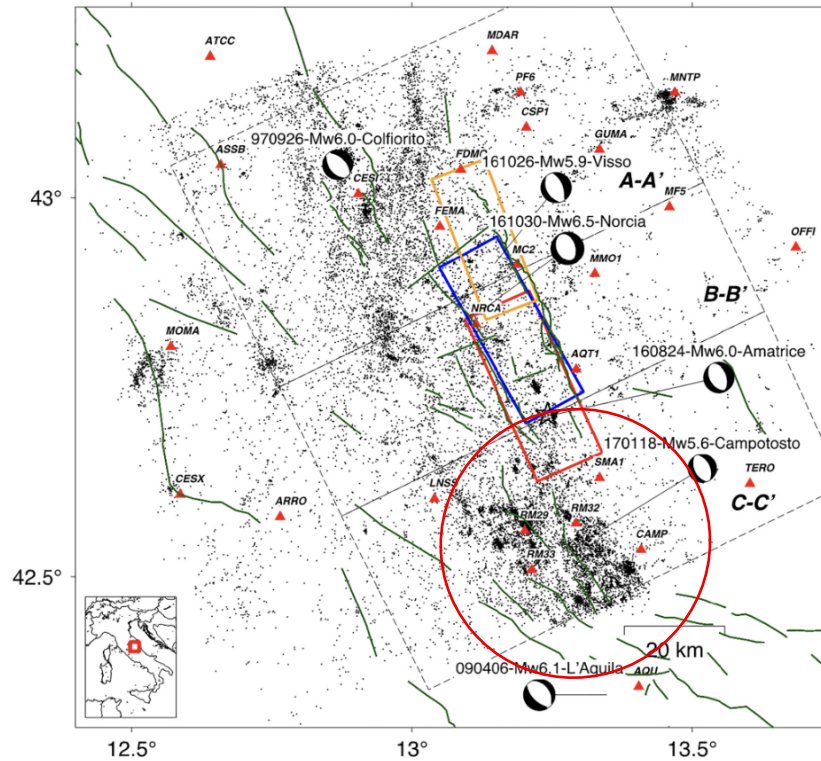 ATCC
MDAR
PF6
MNTP
CSP1
970926-Mw6.0-Colfiorito
GUMA
ASSB
FDMO
161026-Mw5.9-Visso
CESI
A-A’
43°
MF5
161030-Mw6.5-Norcia
FEMA
OFFI
MC2
MMO1
B-B’
NRCA
MOMA
160824-Mw6.0-Amatrice
AQT1
170118-Mw5.6-Campotosto
SMA1
TERO
CESX
LNSS
C-C’
ARRO
RM29
RM32
CAMP
42.5°
RM33
20 km
090406-Mw6.1-L’Aquila
AQU
12.5°
13°
13.5°